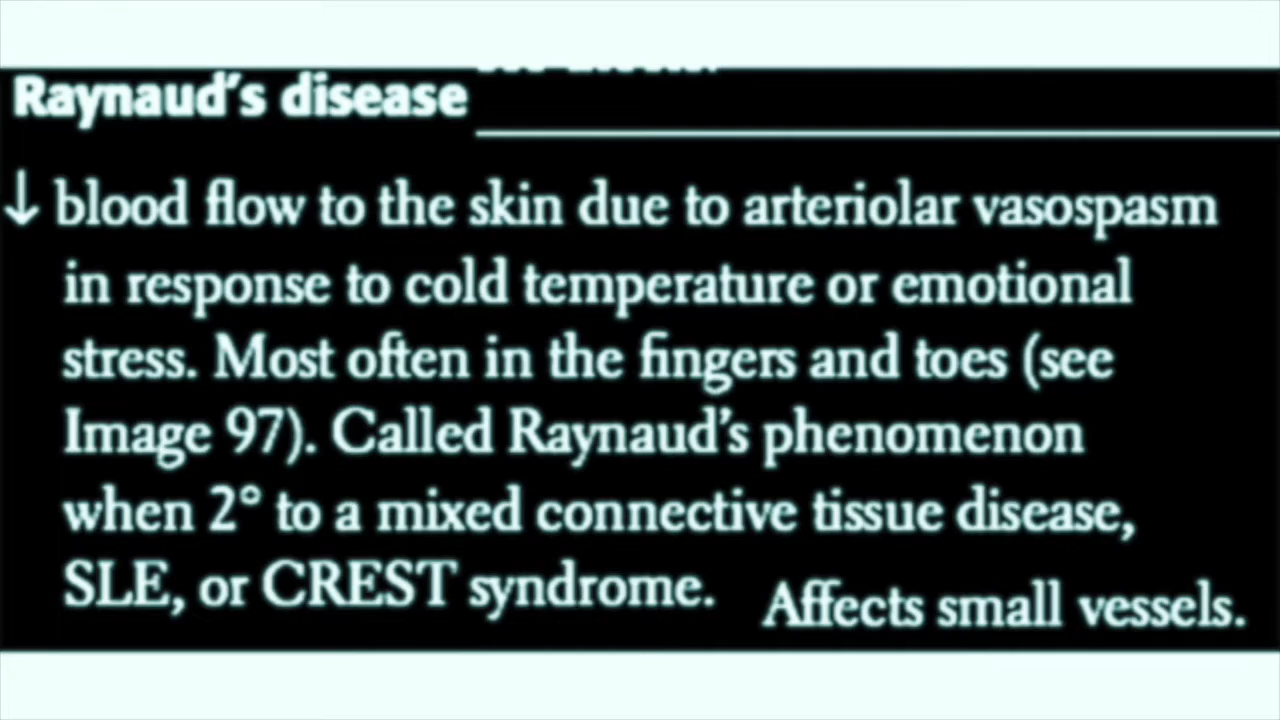 Raynaud's disease
↓ blood flow to the skin due to arteriolar vasospasm
in response to cold temperature or emotional
stress. Most often in the fingers and toes (see
Image 97). Called Raynaud's phenomenon
when 2° to a mixed connective tissue disease,
SLE, or CREST syndrome.
Affects small vessels.